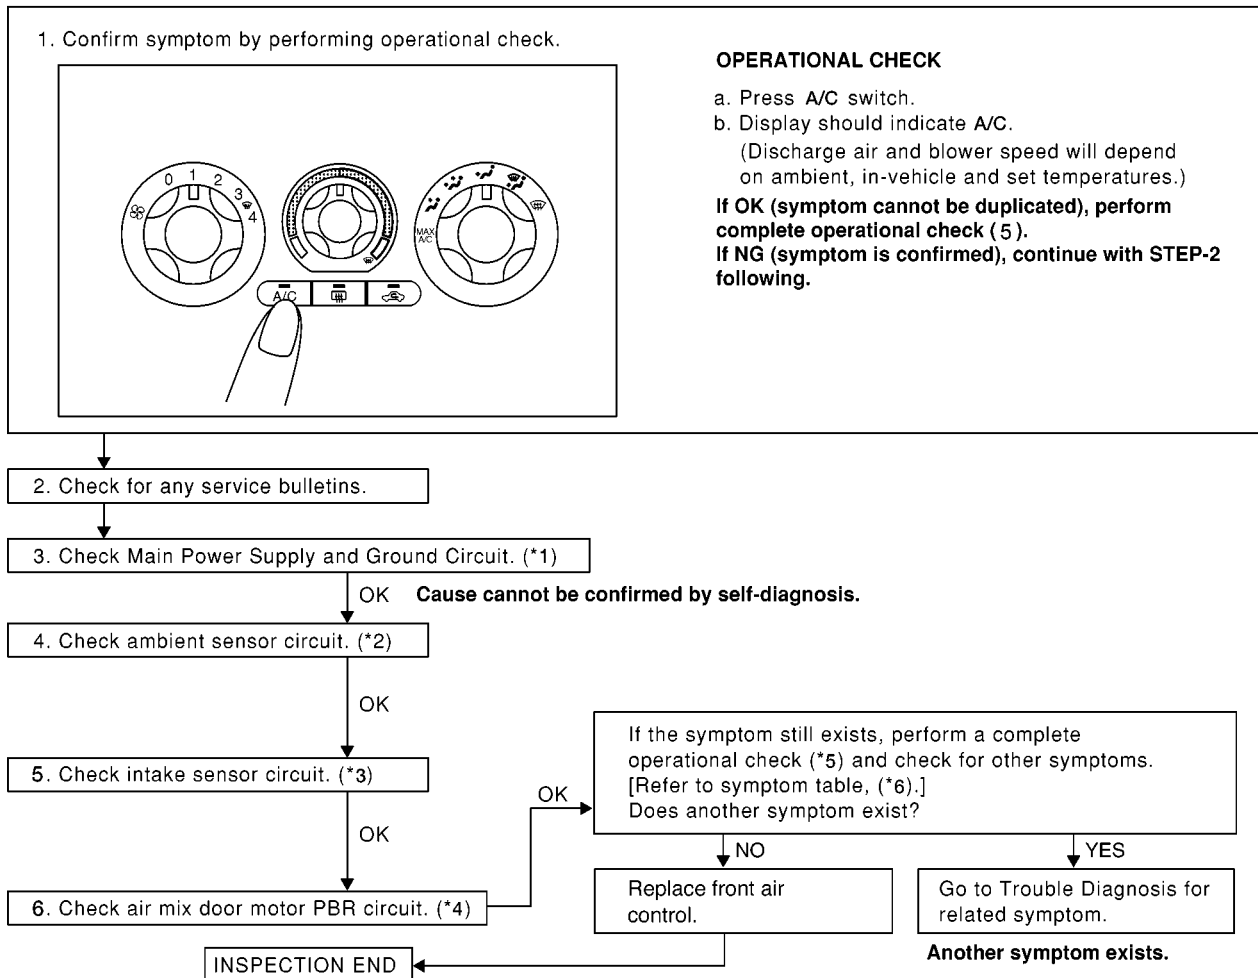 1. Confirm symptom by performing operational check.
0 1 2 3 4
MAX
A/C
A/C
OPERATIONAL CHECK
a. Press A/C switch.
b. Display should indicate A/C.
(Discharge air and blower speed will depend
on ambient, in-vehicle and set temperatures.)
If OK (symptom cannot be duplicated), perform
complete operational check (5).
If NG (symptom is confirmed), continue with STEP-2
following.
2. Check for any service bulletins.
3. Check Main Power Supply and Ground Circuit. (*1)
OK
Cause cannot be confirmed by self-diagnosis.
4. Check ambient sensor circuit. (*2)
OK
5. Check intake sensor circuit. (*3)
OK
6. Check air mix door motor PBR circuit. (*4)
OK
If the symptom still exists, perform a complete
operational check (*5) and check for other symptoms.
[Refer to symptom table, (*6).]
Does another symptom exist?
NO
YES
Replace front air
control.
Go to Trouble Diagnosis for
related symptom.
Another symptom exists.
INSPECTION END